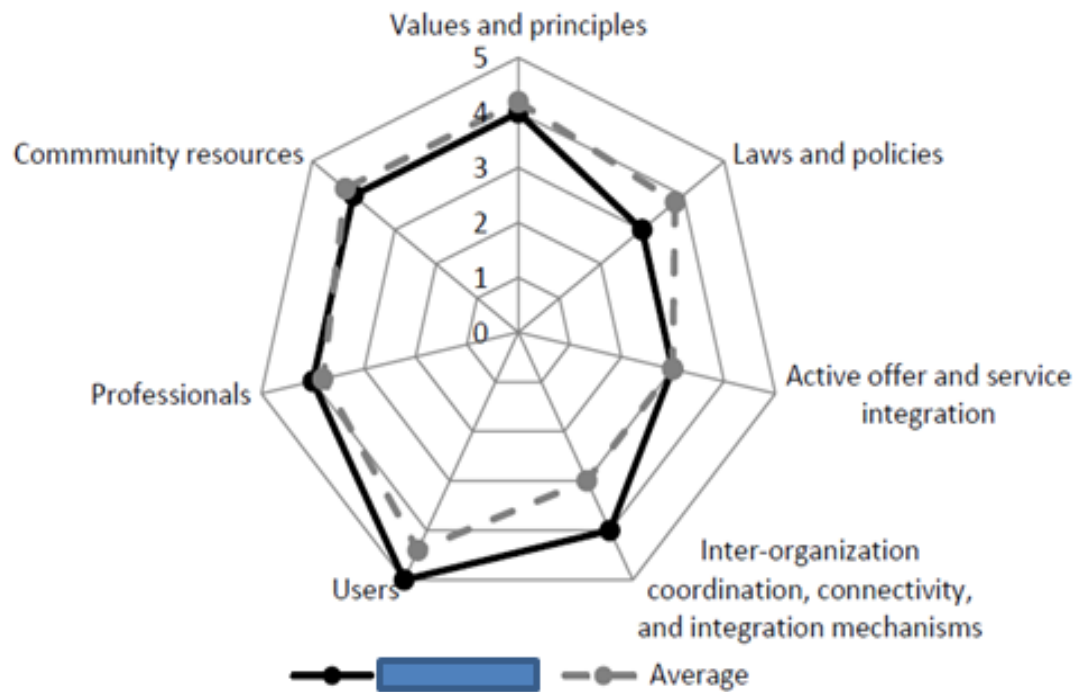 Values and principles
5
4
3
2
1
0
Laws and policies
Active offer and service
integration
Inter-organization
coordination, connectivity,
and integration mechanisms
Users
Professionals
Commmunity resources
Average